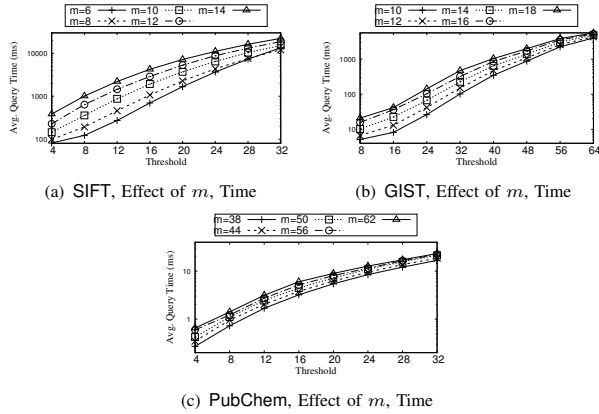 m=6 m=10 m=14
m=8 m=12
Avg. Query Time (ms)
10000
1000
100
4 8 12 16 20 24 28 32
Threshold
(a) SIFT, Effect of m, Time
m=10 m=14 m=18
m=12 m=16
Avg. Query Time (ms)
1000
100
10
8 16 24 32 40 48 56 64
Threshold
(b) GIST, Effect of m, Time
m=38 m=50 m=62
m=44 m=56
Avg. Query Time (ms)
10
1
4 8 12 16 20 24 28 32
Threshold
(c) PubChem, Effect of m, Time